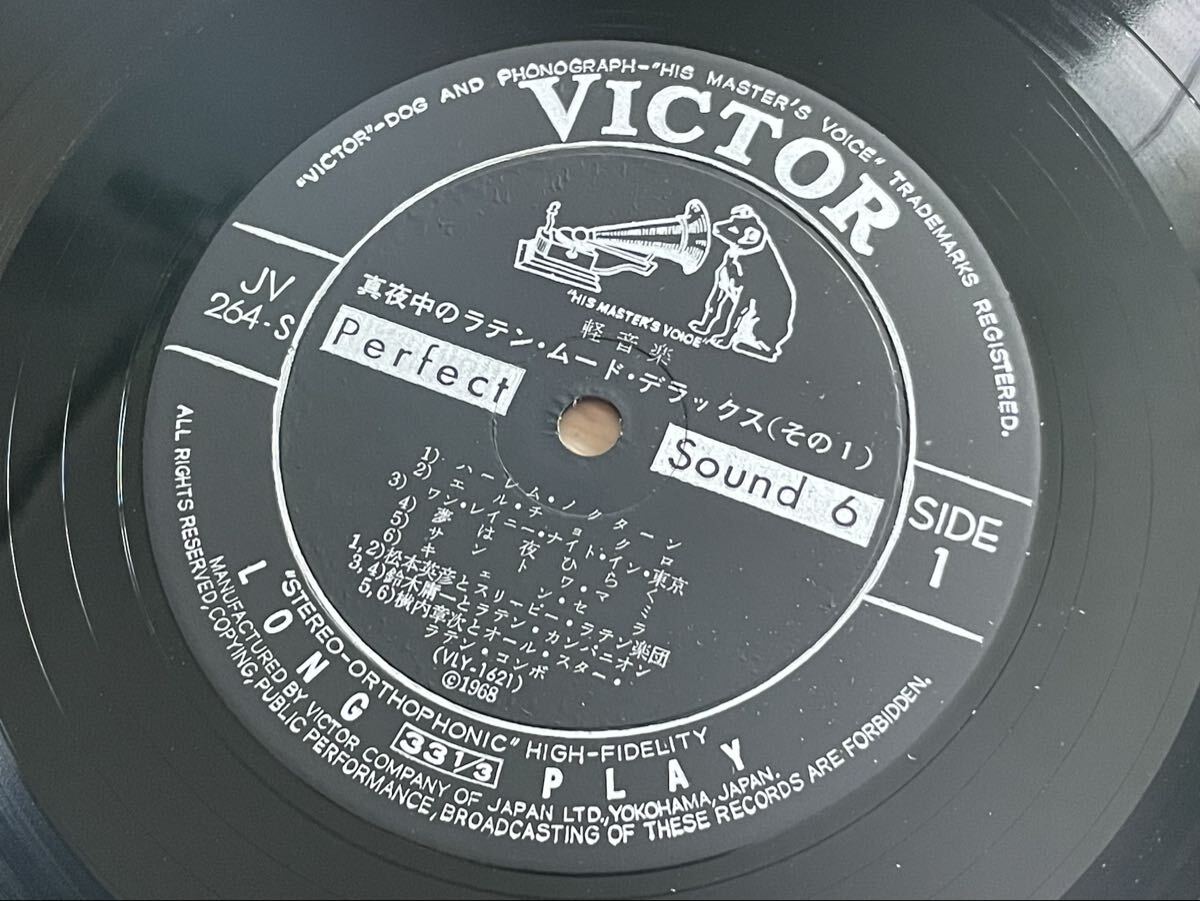 "VICTOR"-DOG AND PHONOGRAPH-"HIS MASTER'S VOICE" TRADEMARKS REGISTERED.
VICTOR
"HIS MASTER'S VOICE"
JV
264-S
軽音楽
真夜中のラテン・ムード・デラックス(その1)
Perfect
Sound 6
SIDE
1
1) ハーレム・ノクターン
2) エル・チョクロ
3) ワン・レイニー・ナイト・イン・東京
4) 夢は夜ひらく
5) サンドワ・マミ
6) キエンセラ
1,2)松本英彦とスリーピー・ラテン楽団
3,4)鈴木庸一とラテン・カンパニオン
5,6)横内章次とオール・スター・
ラテン・コンボ
(VLY-1621)
©1968
"STEREO-ORTHOPHONIC" HIGH-FIDELITY
LONG 33 1/3 PLAY
MANUFACTURED BY VICTOR COMPANY OF JAPAN LTD., YOKOHAMA, JAPAN.
ALL RIGHTS RESERVED, COPYING, PUBLIC PERFORMANCE, BROADCASTING OF THESE RECORDS ARE FORBIDDEN.